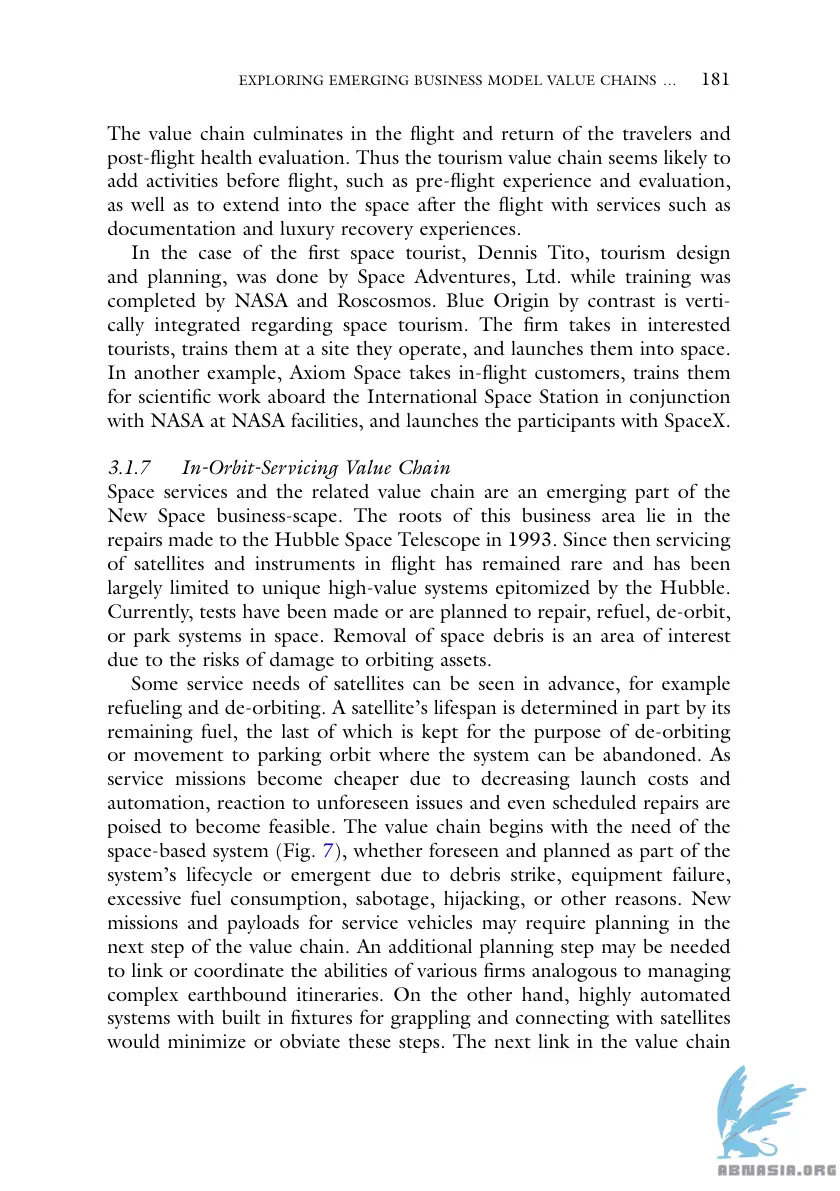 EXPLORING EMERGING BUSINESS MODEL VALUE CHAINS … 181
The value chain culminates in the flight and return of the travelers and
post-flight health evaluation. Thus the tourism value chain seems likely to
add activities before flight, such as pre-flight experience and evaluation,
as well as to extend into the space after the flight with services such as
documentation and luxury recovery experiences.
In the case of the first space tourist, Dennis Tito, tourism design
and planning, was done by Space Adventures, Ltd. while training was
completed by NASA and Roscosmos. Blue Origin by contrast is verti-
cally integrated regarding space tourism. The firm takes in interested
tourists, trains them at a site they operate, and launches them into space.
In another example, Axiom Space takes in-flight customers, trains them
for scientific work aboard the International Space Station in conjunction
with NASA at NASA facilities, and launches the participants with SpaceX.
3.1.7 In-Orbit-Servicing Value Chain
Space services and the related value chain are an emerging part of the
New Space business-scape. The roots of this business area lie in the
repairs made to the Hubble Space Telescope in 1993. Since then servicing
of satellites and instruments in flight has remained rare and has been
largely limited to unique high-value systems epitomized by the Hubble.
Currently, tests have been made or are planned to repair, refuel, de-orbit,
or park systems in space. Removal of space debris is an area of interest
due to the risks of damage to orbiting assets.
Some service needs of satellites can be seen in advance, for example
refueling and de-orbiting. A satellite's lifespan is determined in part by its
remaining fuel, the last of which is kept for the purpose of de-orbiting
or movement to parking orbit where the system can be abandoned. As
service missions become cheaper due to decreasing launch costs and
automation, reaction to unforeseen issues and even scheduled repairs are
poised to become feasible. The value chain begins with the need of the
space-based system (Fig. 7), whether foreseen and planned as part of the
system's lifecycle or emergent due to debris strike, equipment failure,
excessive fuel consumption, sabotage, hijacking, or other reasons. New
missions and payloads for service vehicles may require planning in the
next step of the value chain. An additional planning step may be needed
to link or coordinate the abilities of various firms analogous to managing
complex earthbound itineraries. On the other hand, highly automated
systems with built in fixtures for grappling and connecting with satellites
would minimize or obviate these steps. The next link in the value chain
ABNASIA.ORG